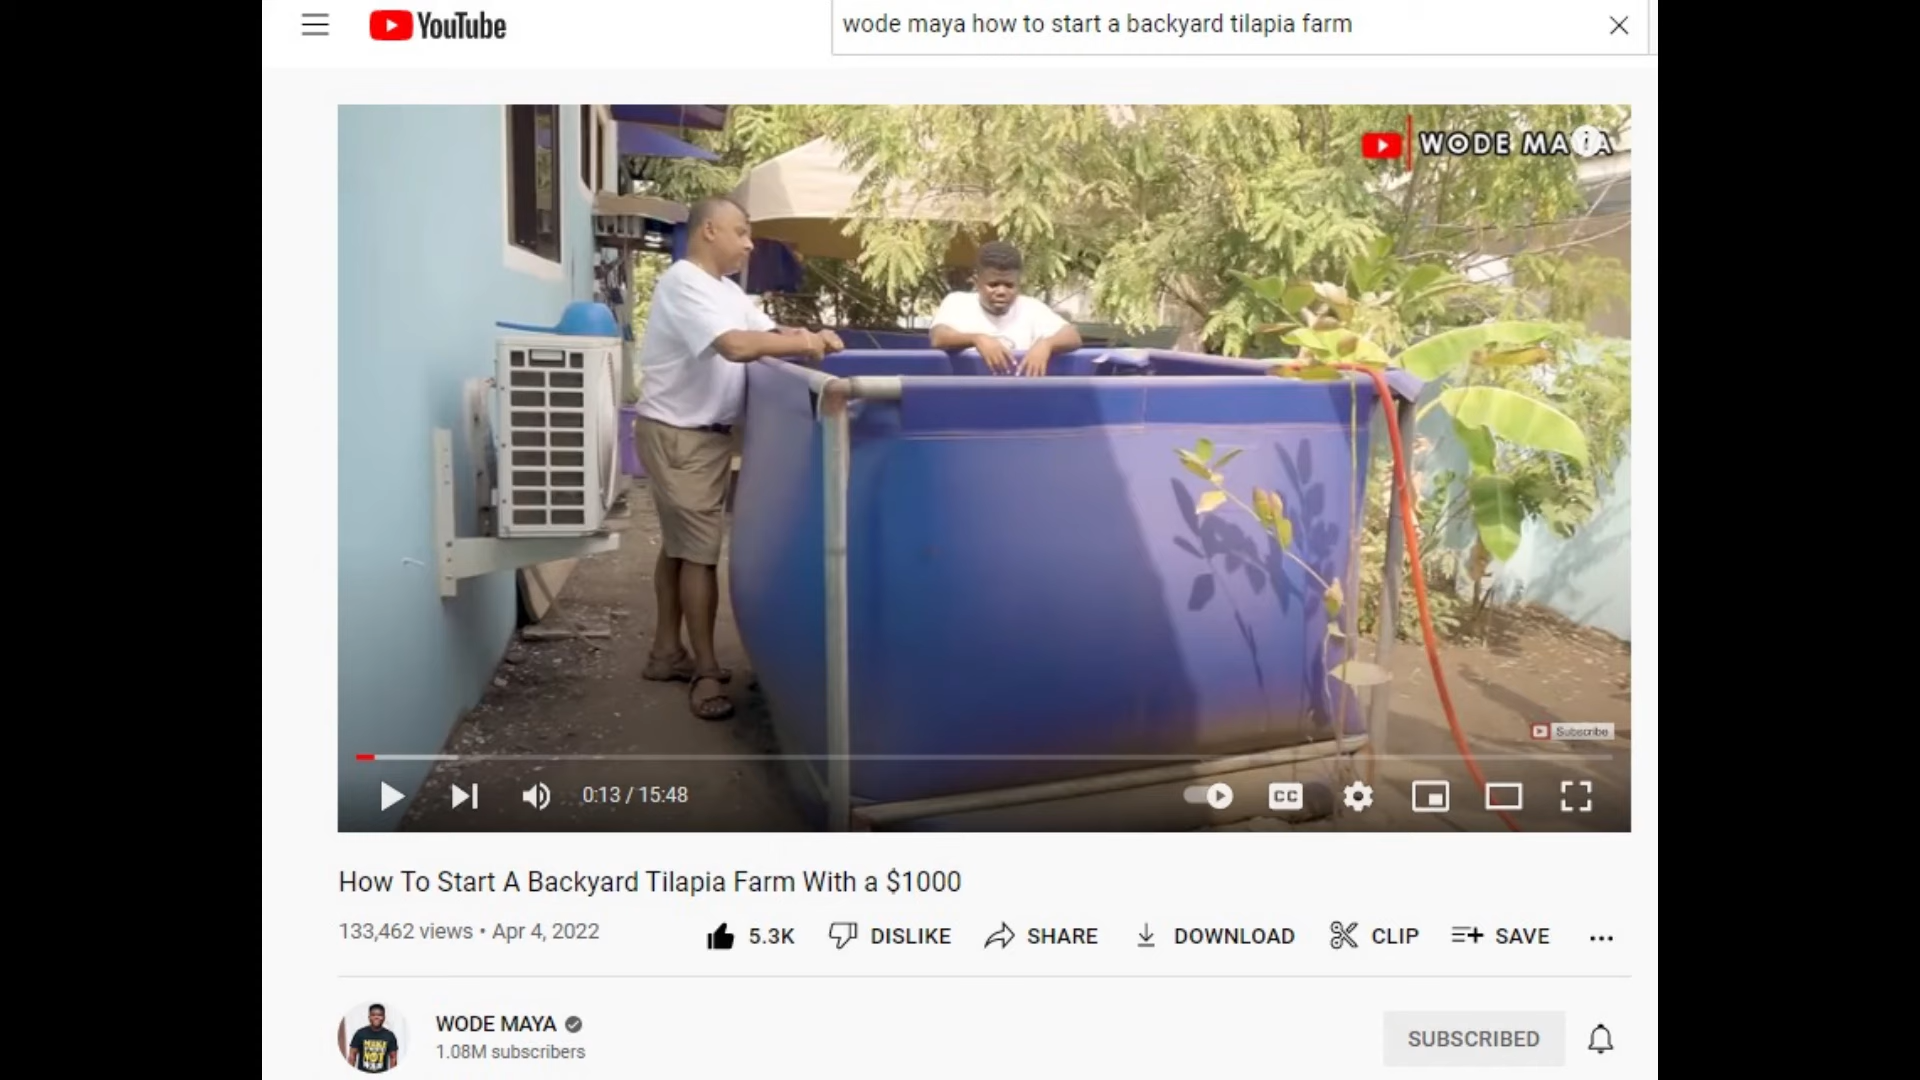 YouTube
wode maya how to start a backyard tilapia farm
WODE MAYA
Subscribe
0:13 / 15:48
CC
How To Start A Backyard Tilapia Farm With a $1000
133,462 views • Apr 4, 2022
5.3K DISLIKE SHARE DOWNLOAD CLIP SAVE
WODE MAYA
1.08M subscribers
SUBSCRIBED